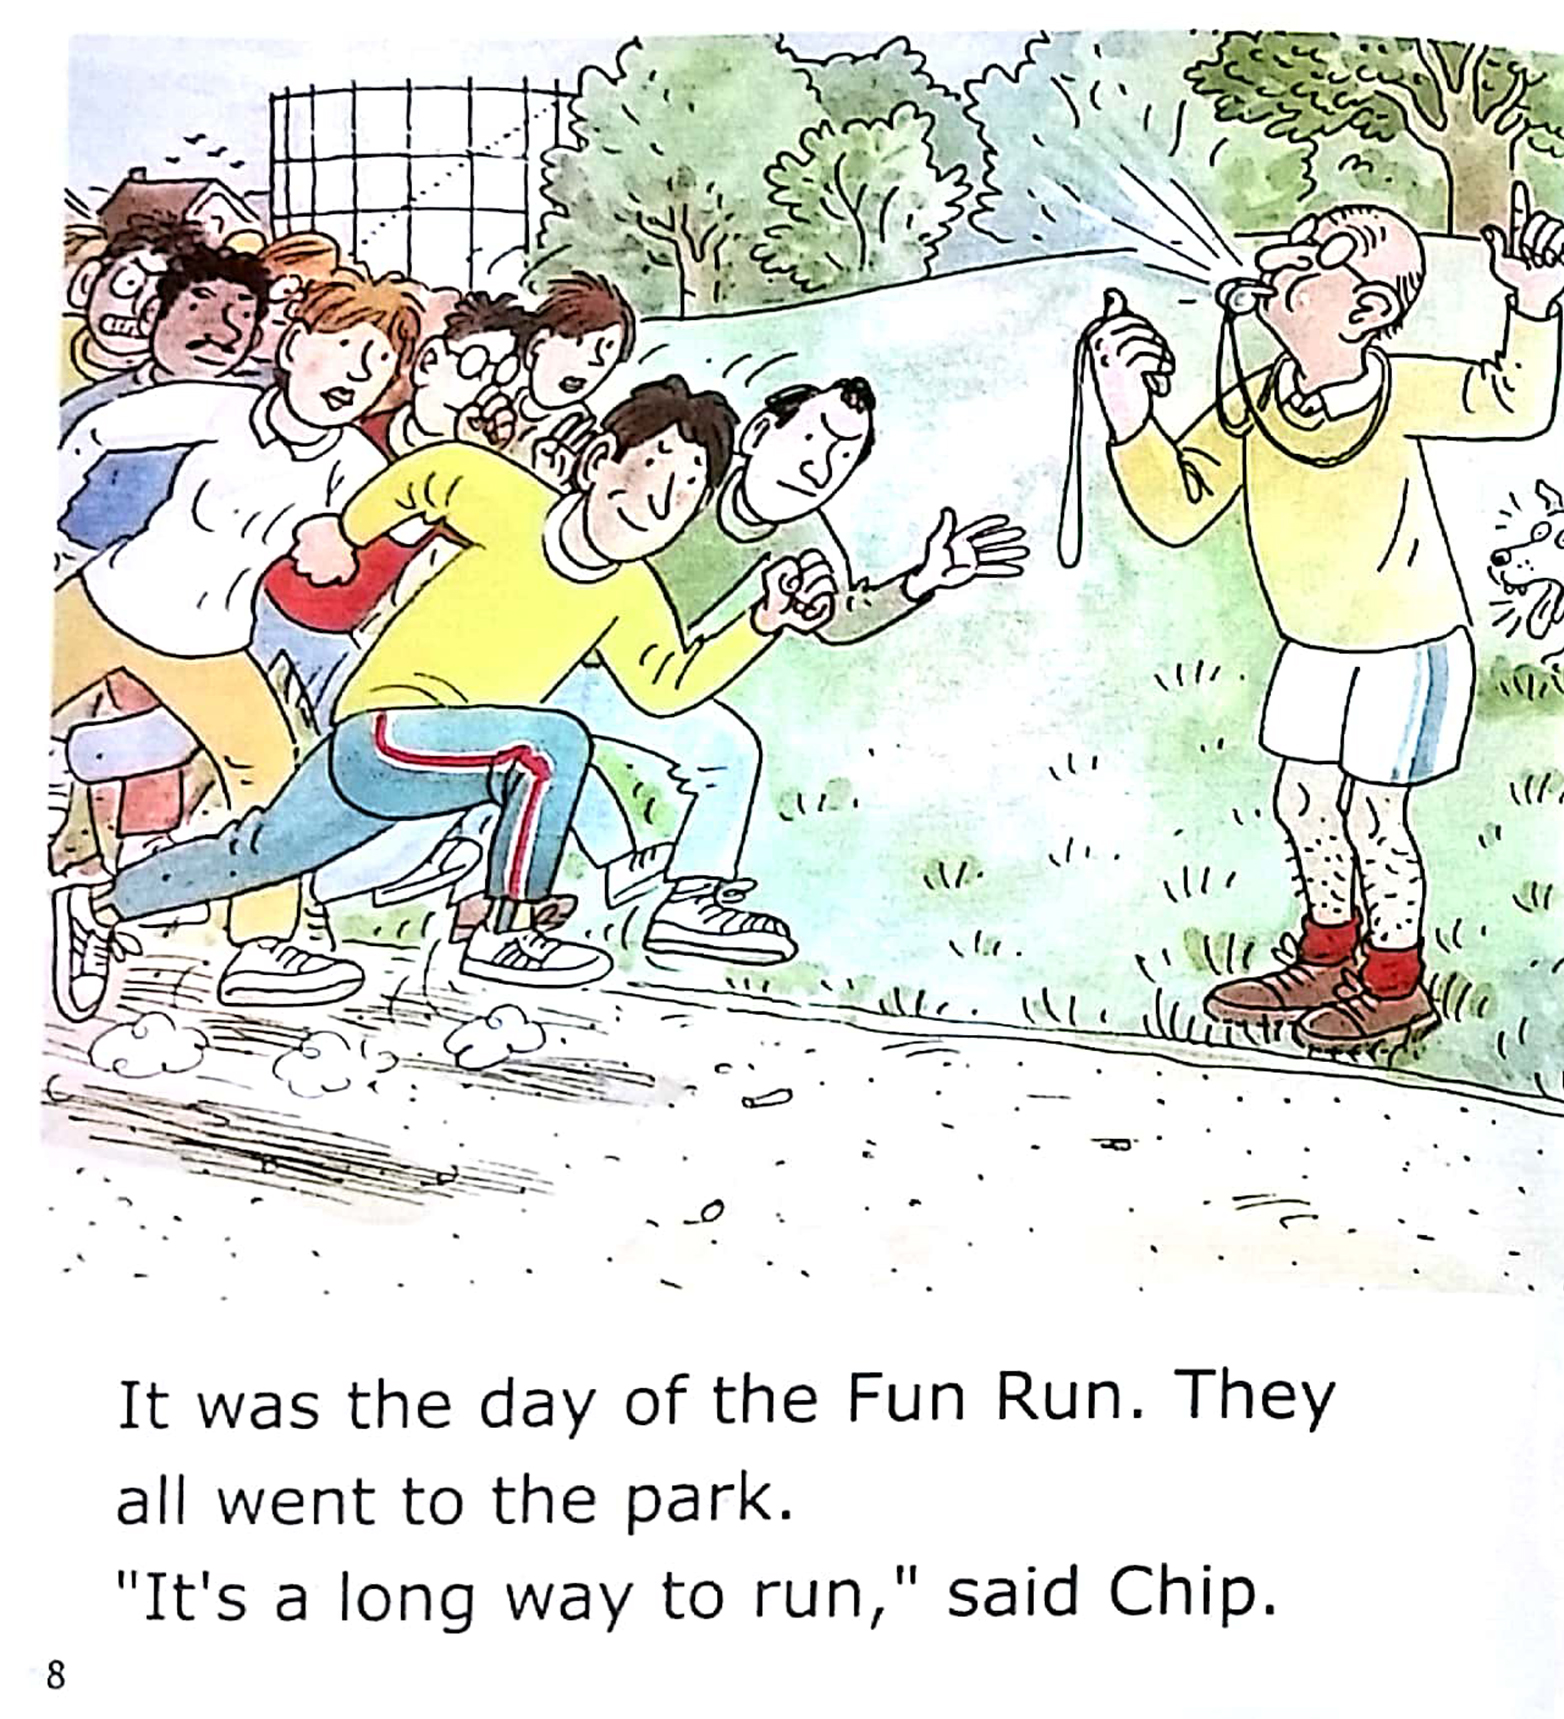 It was the day of the Fun Run. They
all went to the park.
"It's a long way to run," said Chip.
8